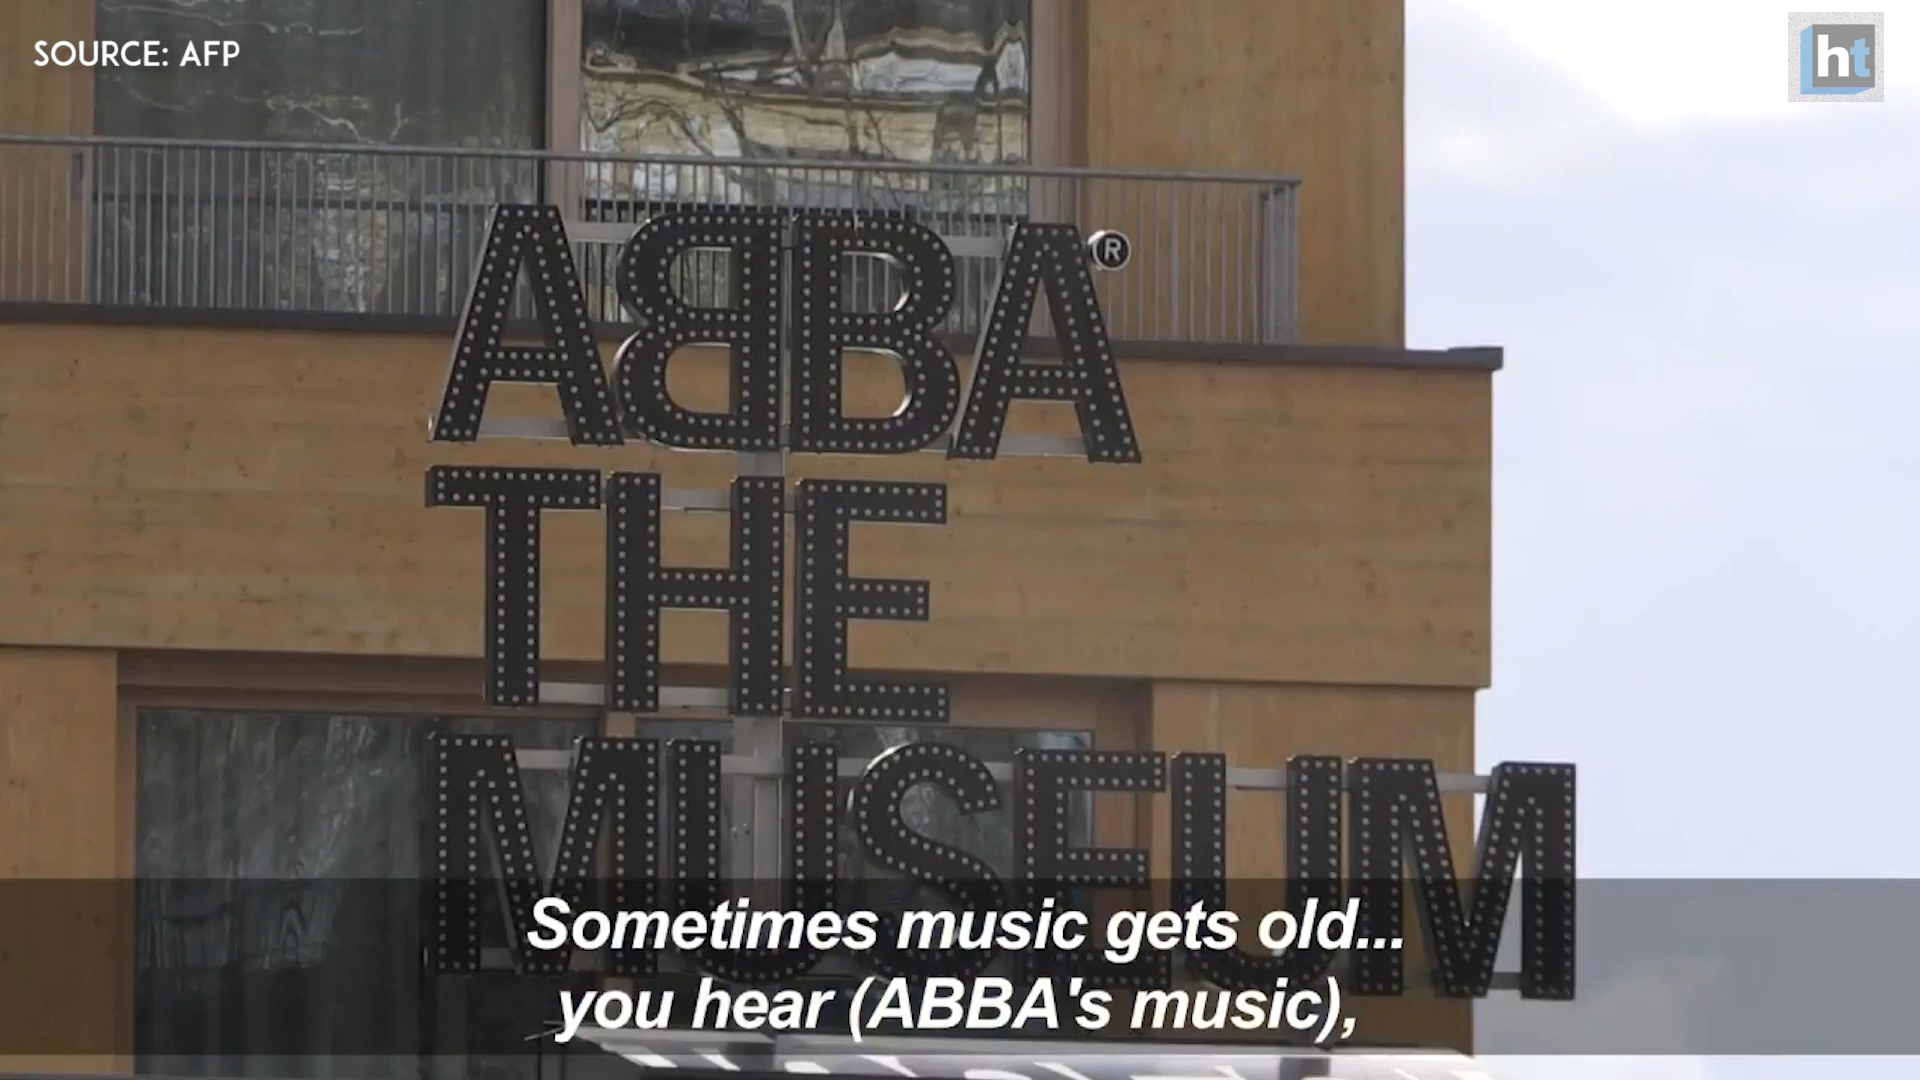 SOURCE: AFP
ht
ABBA®
THE
MUSEUM
Sometimes music gets old...
you hear (ABBA's music),